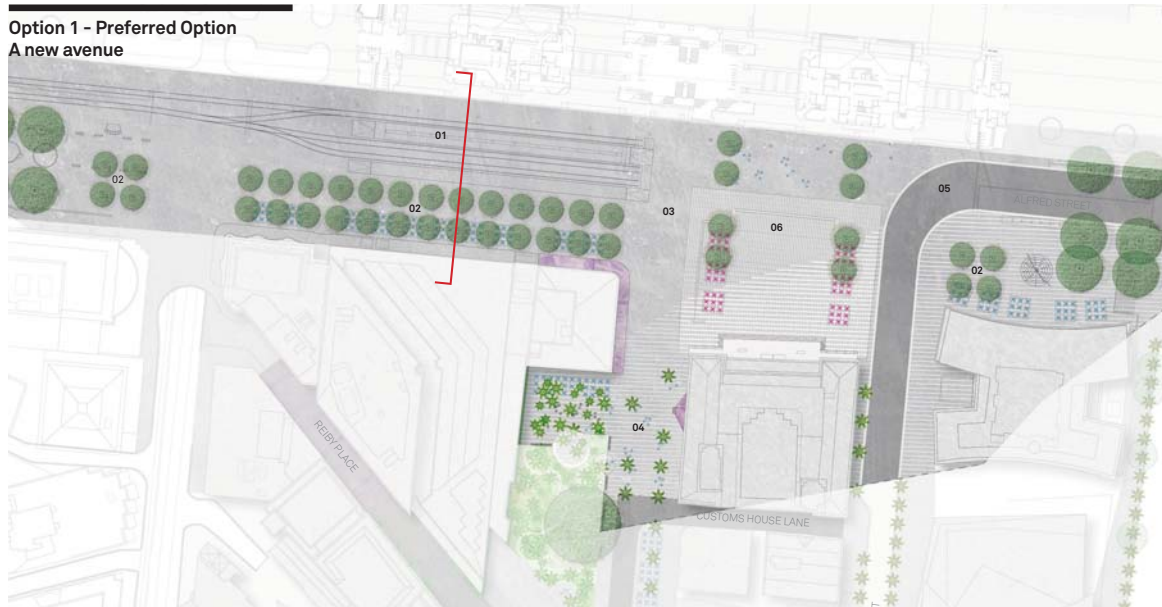 Option 1 - Preferred Option
A new avenue
01
02
02
03
04
05
ALFRED STREET
06
02
REIBY PLACE
CUSTOMS HOUSE LANE